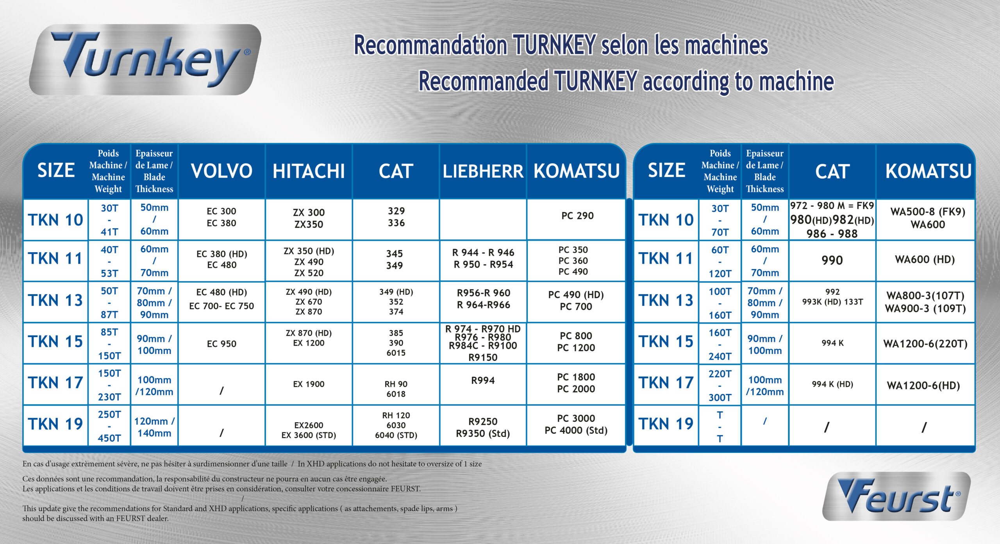 Turnkey®
Recommandation TURNKEY selon les machines
Recommanded TURNKEY according to machine
SIZE
Poids
Machine /
Machine
Weight
Epaisseur
de Lame /
Blade
Thickness
VOLVO
HITACHI
CAT
LIEBHERR
KOMATSU
TKN 10
30T
-
41T
50mm
/
60mm
EC 300
EC 380
ZX 300
ZX350
329
336
PC 290
TKN 11
40T
-
53T
60mm
/
70mm
EC 380 (HD)
EC 480
ZX 350 (HD)
ZX 490
ZX 520
345
349
R 944 - R 946
R 950 - R954
PC 350
PC 360
PC 490
TKN 13
50T
-
87T
70mm /
80mm /
90mm
EC 480 (HD)
EC 700- EC 750
ZX 490 (HD)
ZX 670
ZX 870
349 (HD)
352
374
R956-R 960
R 964-R966
PC 490 (HD)
PC 700
TKN 15
85T
-
150T
90mm /
100mm
EC 950
ZX 870 (HD)
EX 1200
385
390
6015
R 974 - R970 HD
R976 - R980
R984C - R9100
R9150
PC 800
PC 1200
TKN 17
150T
-
230T
100mm
/120mm
/
EX 1900
RH 90
6018
R994
PC 1800
PC 2000
TKN 19
250T
-
450T
120mm /
140mm
/
EX2600
EX 3600 (STD)
RH 120
6030
6040 (STD)
R9250
R9350 (Std)
PC 3000
PC 4000 (Std)
SIZE
Poids
Machine /
Machine
Weight
Epaisseur
de Lame /
Blade
Thickness
CAT
KOMATSU
TKN 10
30T
-
70T
50mm
/
60mm
972 - 980 M = FK9
980(HD)982(HD)
986 - 988
WA500-8 (FK9)
WA600
TKN 11
60T
-
120T
60mm
/
70mm
990
WA600 (HD)
TKN 13
100T
-
160T
70mm /
80mm /
90mm
992
993K (HD) 133T
WA800-3(107T)
WA900-3 (109T)
TKN 15
160T
-
240T
90mm /
100mm
994 K
WA1200-6(220T)
TKN 17
220T
-
300T
100mm
/120mm
994 K (HD)
WA1200-6(HD)
TKN 19
T
-
T
/
/
/
En cas d'usage extrèmement sévère, ne pas hésiter à surdimensionner d'une taille / In XHD applications do not hesitate to oversize of 1 size
Ces données sont une recommandation, la responsabilité du constructeur ne pourra en aucun cas être engagée.
Les applications et les conditions de travail doivent être prises en considération, consulter votre concessionnaire FEURST.
/
This update give the recommendations for Standard and XHD applications, specific applications ( as attachements, spade lips, arms )
should be discussed with an FEURST dealer.
Feurst®